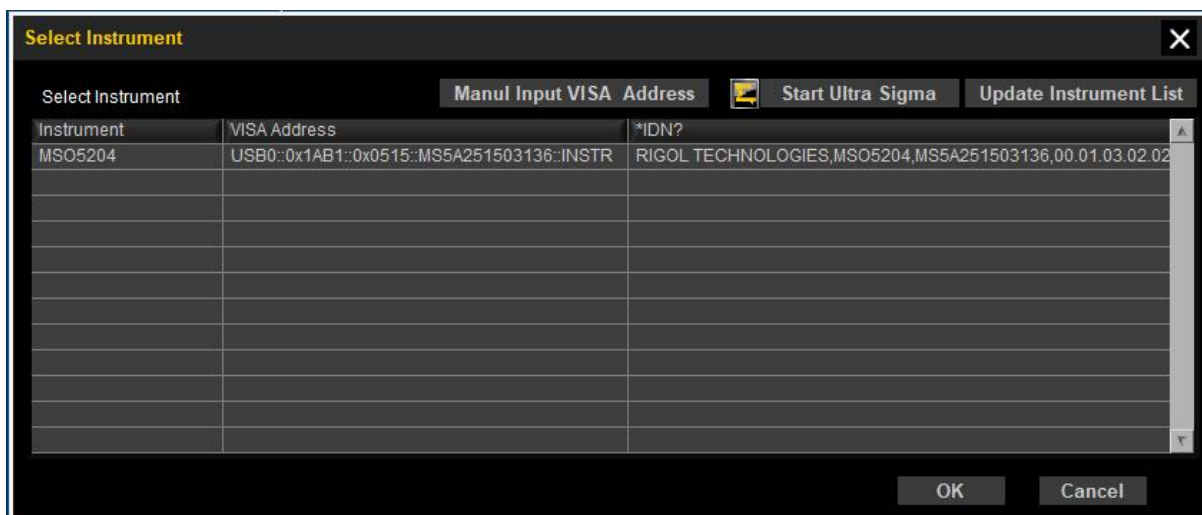 Select Instrument
Select Instrument Manul Input VISA Address Start Ultra Sigma Update Instrument List
Instrument VISA Address *IDN?
MSO5204 USB0::0x1AB1::0x0515::MS5A251503136::INSTR RIGOL TECHNOLOGIES,MSO5204,MS5A251503136,00.01.03.02.02
OK Cancel